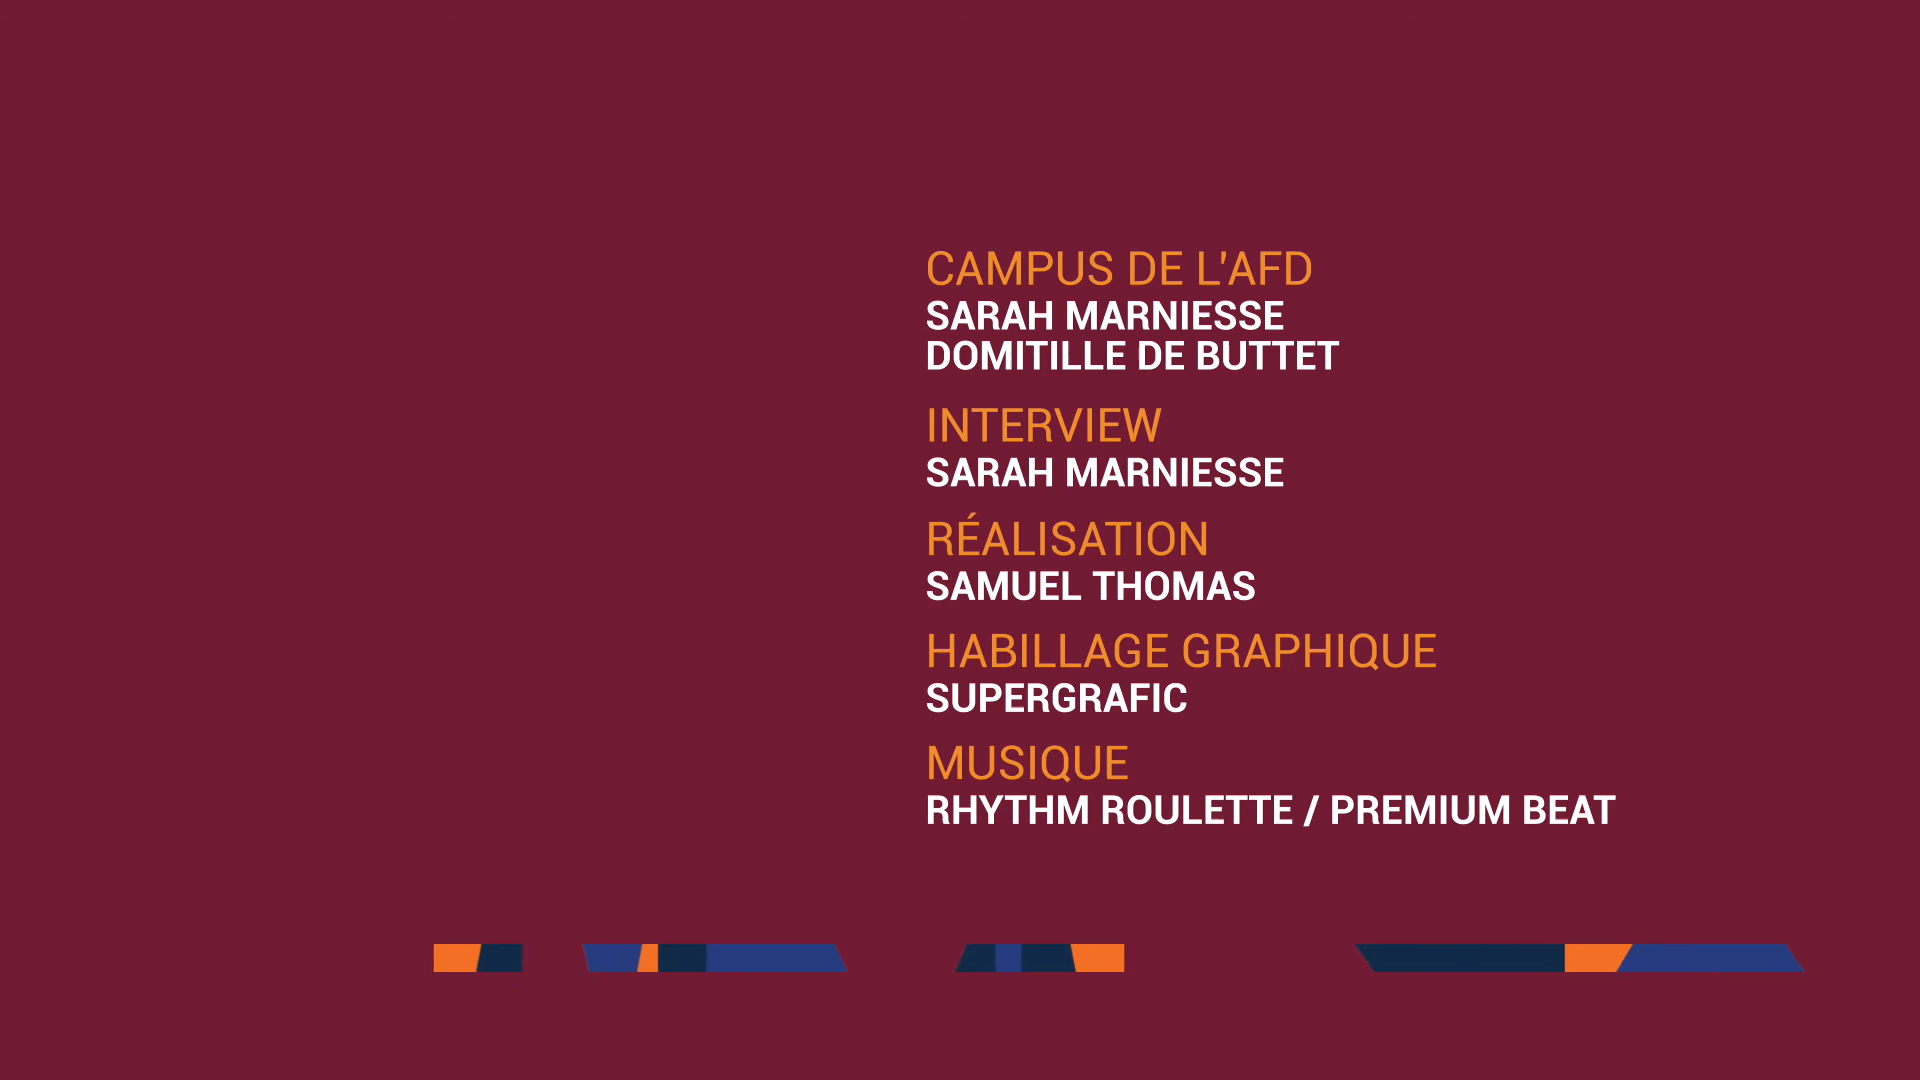 CAMPUS DE L'AFD
SARAH MARNIESSE
DOMITILLE DE BUTTET
INTERVIEW
SARAH MARNIESSE
RÉALISATION
SAMUEL THOMAS
HABILLAGE GRAPHIQUE
SUPERGRAFIC
MUSIQUE
RHYTHM ROULETTE / PREMIUM BEAT